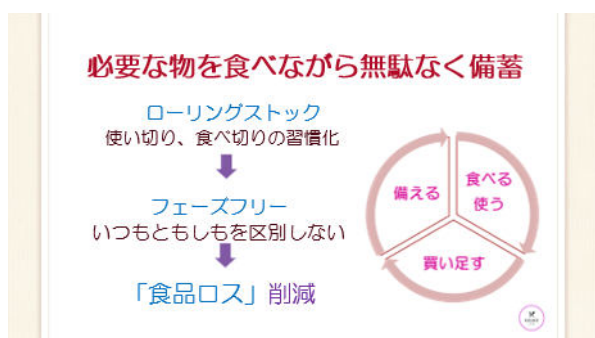 必要な物を食べながら無駄なく備蓄
ローリングストック
使い切り、食べ切りの習慣化
フェーズフリー
いつもともしもを区別しない
「食品ロス」削減
備える
食べる
使う
買い足す